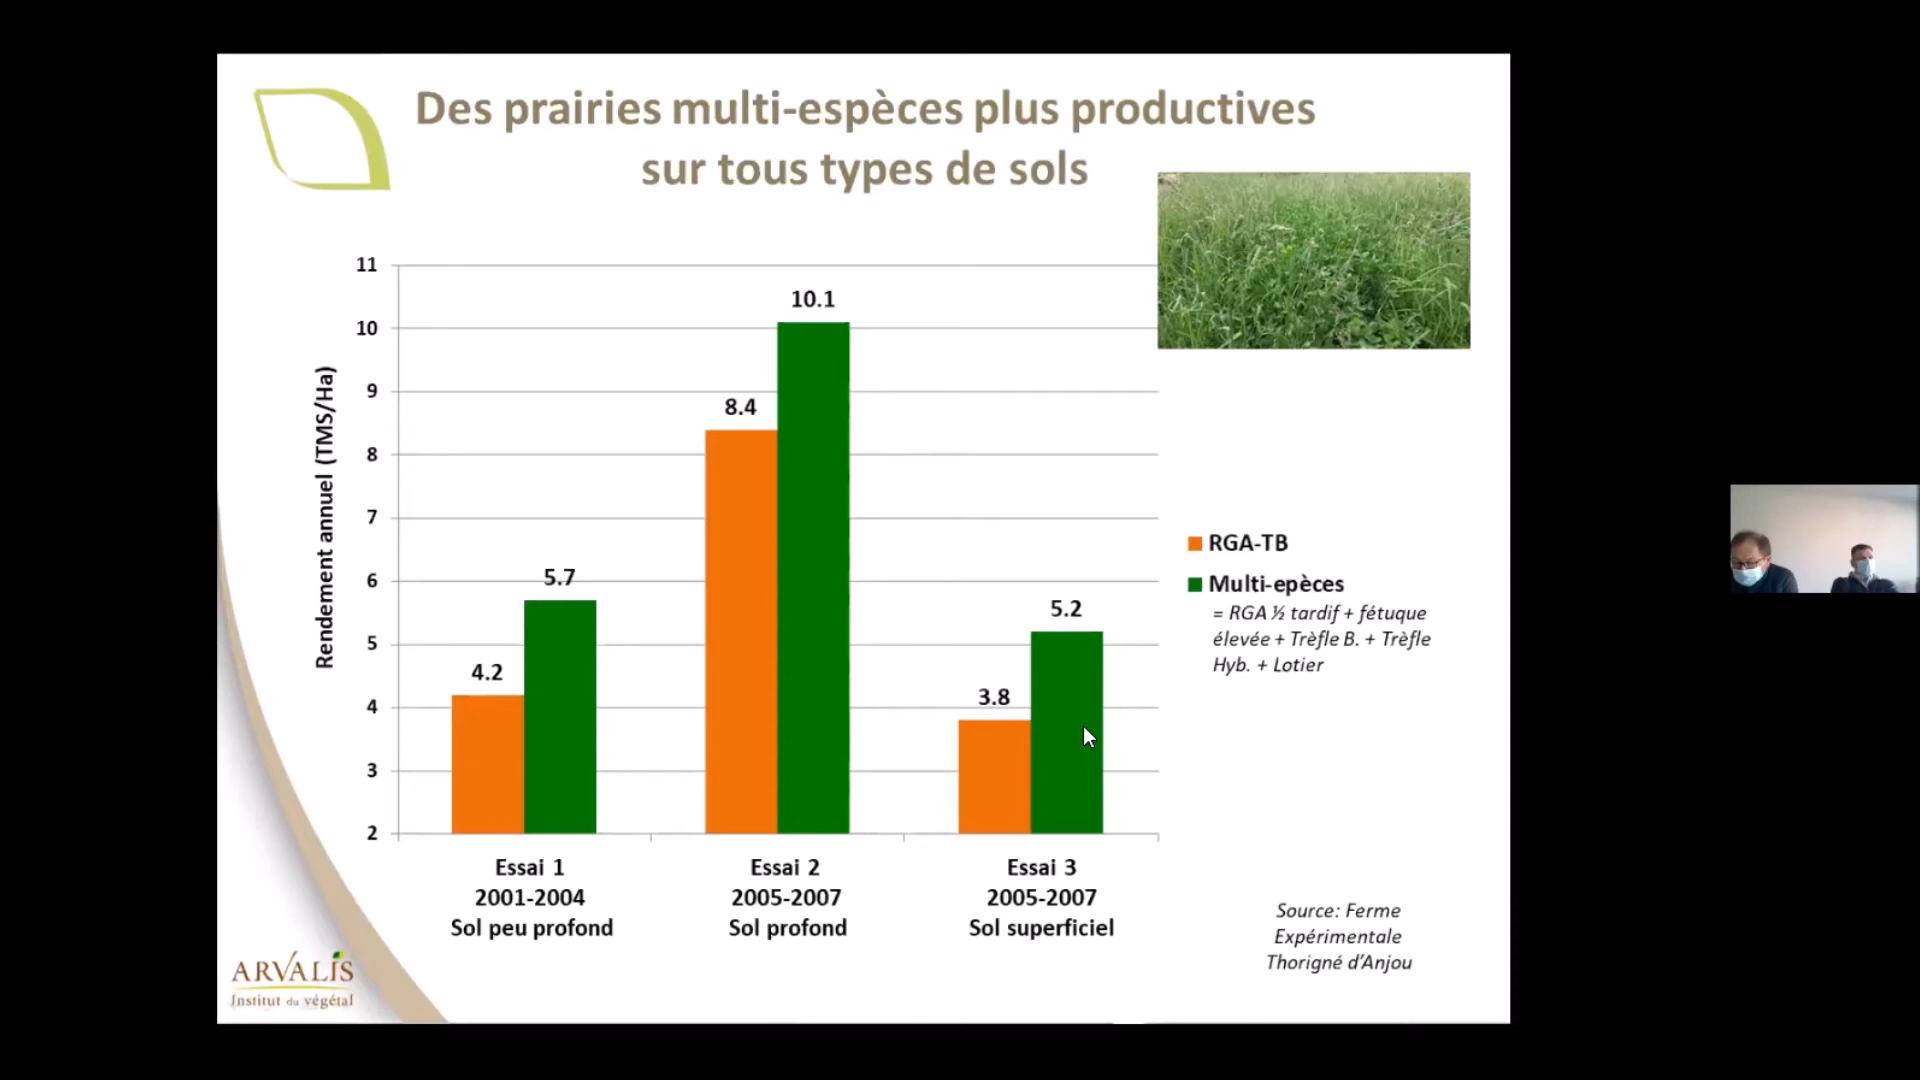 Des prairies multi-espèces plus productives
sur tous types de sols
Rendement annuel (TMS/Ha)
11
10
9
8
7
6
5
4
3
2
4.2
5.7
8.4
10.1
3.8
5.2
Essai 1
2001-2004
Sol peu profond
Essai 2
2005-2007
Sol profond
Essai 3
2005-2007
Sol superficiel
RGA-TB
Multi-epèces
= RGA ½ tardif + fétuque
élevée + Trèfle B. + Trèfle
Hyb. + Lotier
Source: Ferme
Expérimentale
Thorigné d'Anjou
ARVALIS
Institut du végétal